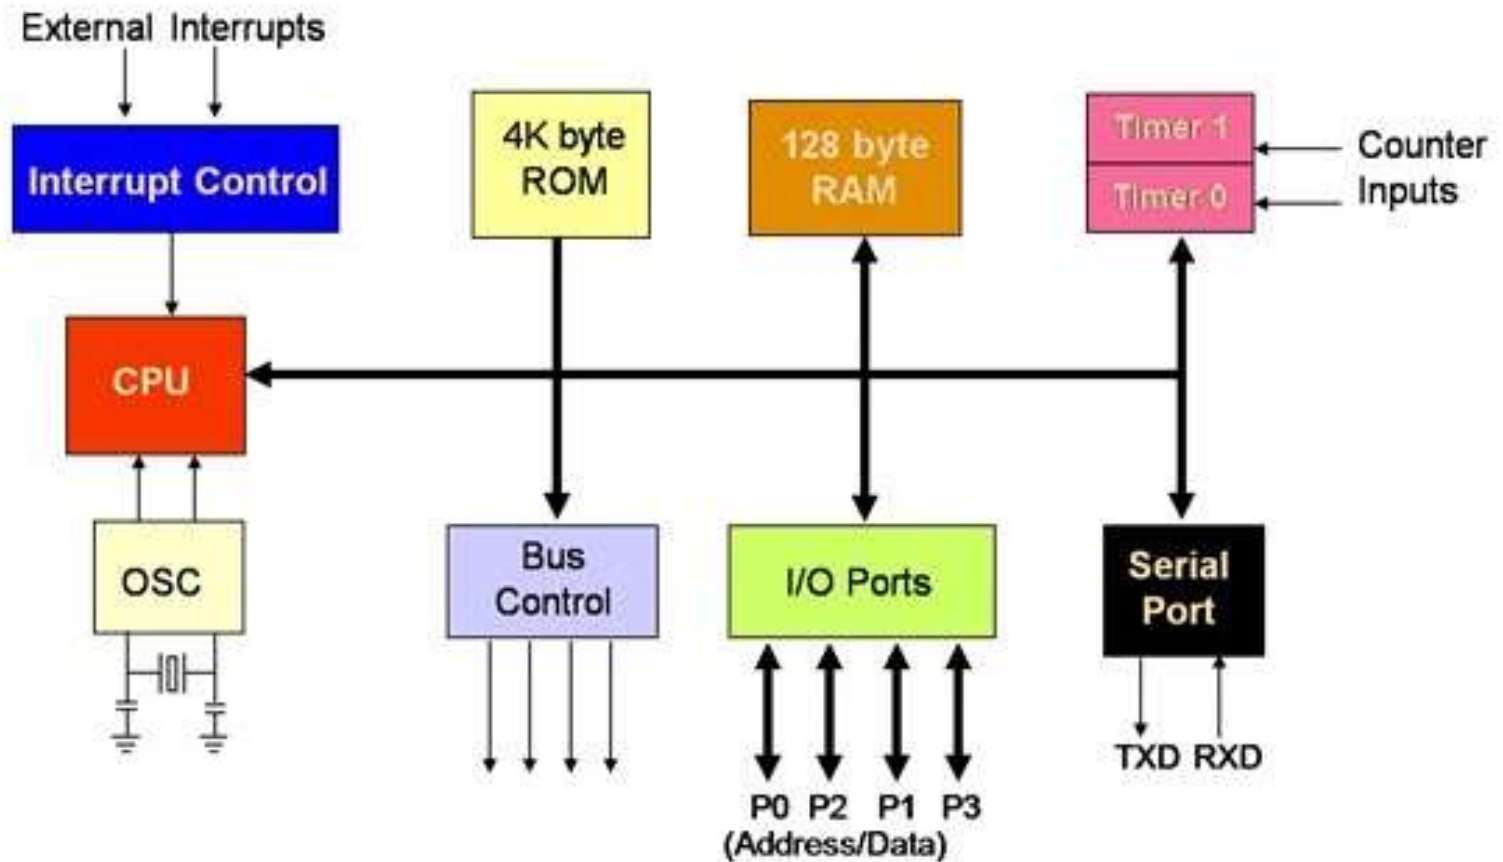 External Interrupts
Interrupt Control
4K byte
ROM
128 byte
RAM
Timer 1
Timer 0
Counter
Inputs
CPU
OSC
Bus
Control
I/O Ports
Serial
Port
TXD RXD
P0 P2 P1 P3
(Address/Data)